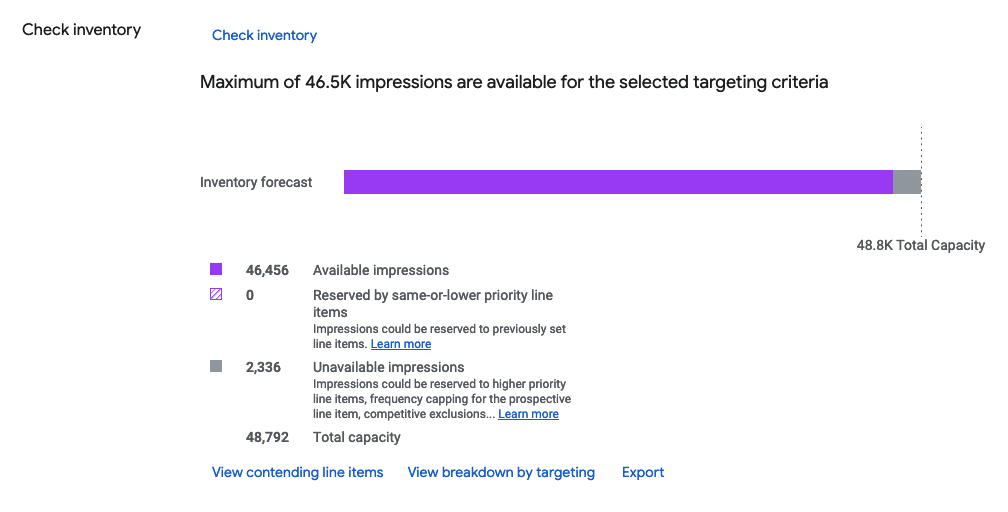 Check inventory
Check inventory
Maximum of 46.5K impressions are available for the selected targeting criteria
Inventory forecast
48.8K Total Capacity
46,456 Available impressions
0 Reserved by same-or-lower priority line
items
Impressions could be reserved to previously set
line items. Learn more
2,336 Unavailable impressions
Impressions could be reserved to higher priority
line items, frequency capping for the prospective
line item, competitive exclusions... Learn more
48,792 Total capacity
View contending line items View breakdown by targeting Export